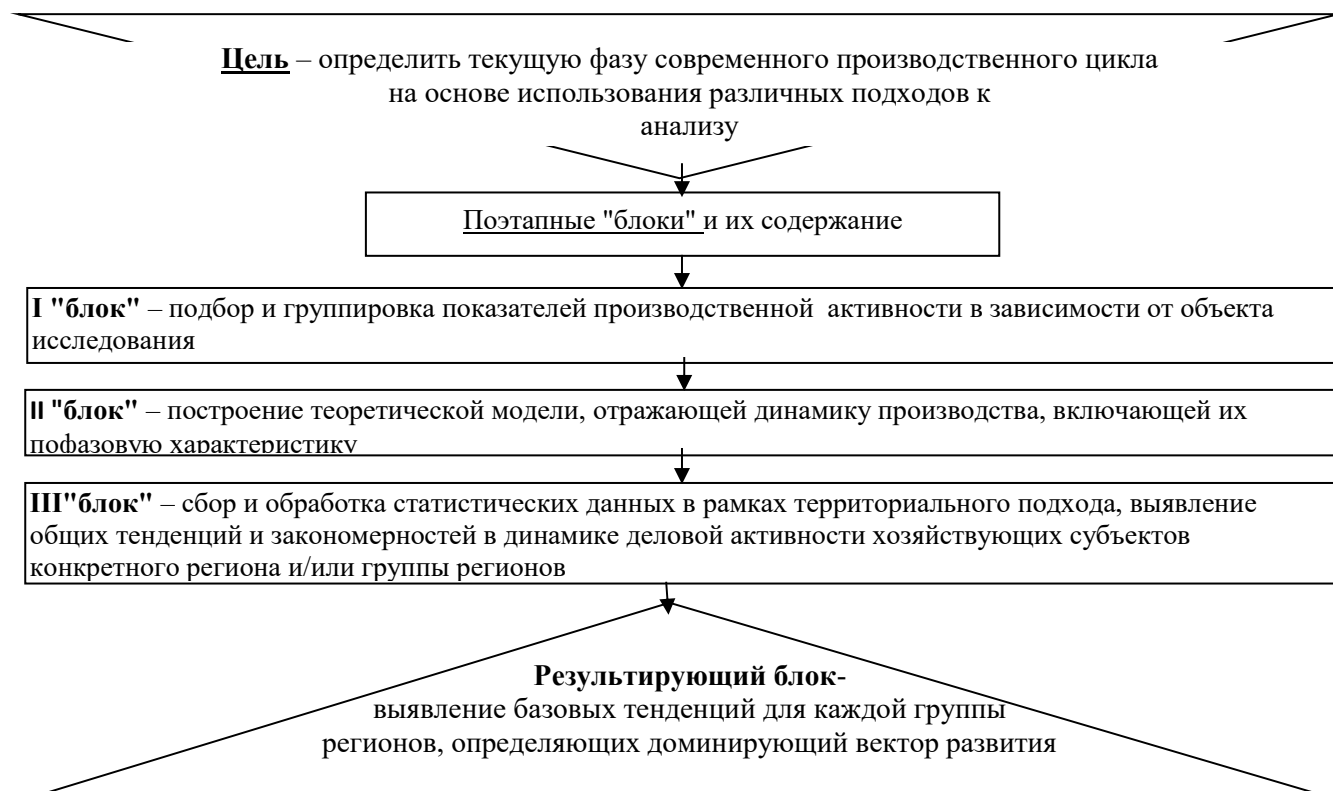 Цель – определить текущую фазу современного производственного цикла
на основе использования различных подходов к
анализу
Поэтапные "блоки" и их содержание
I "блок" – подбор и группировка показателей производственной активности в зависимости от объекта
исследования
II "блок" – построение теоретической модели, отражающей динамику производства, включающей их
пофазовую характеристику
III"блок" – сбор и обработка статистических данных в рамках территориального подхода, выявление
общих тенденций и закономерностей в динамике деловой активности хозяйствующих субъектов
конкретного региона и/или группы регионов
Результирующий блок-
выявление базовых тенденций для каждой группы
регионов, определяющих доминирующий вектор развития